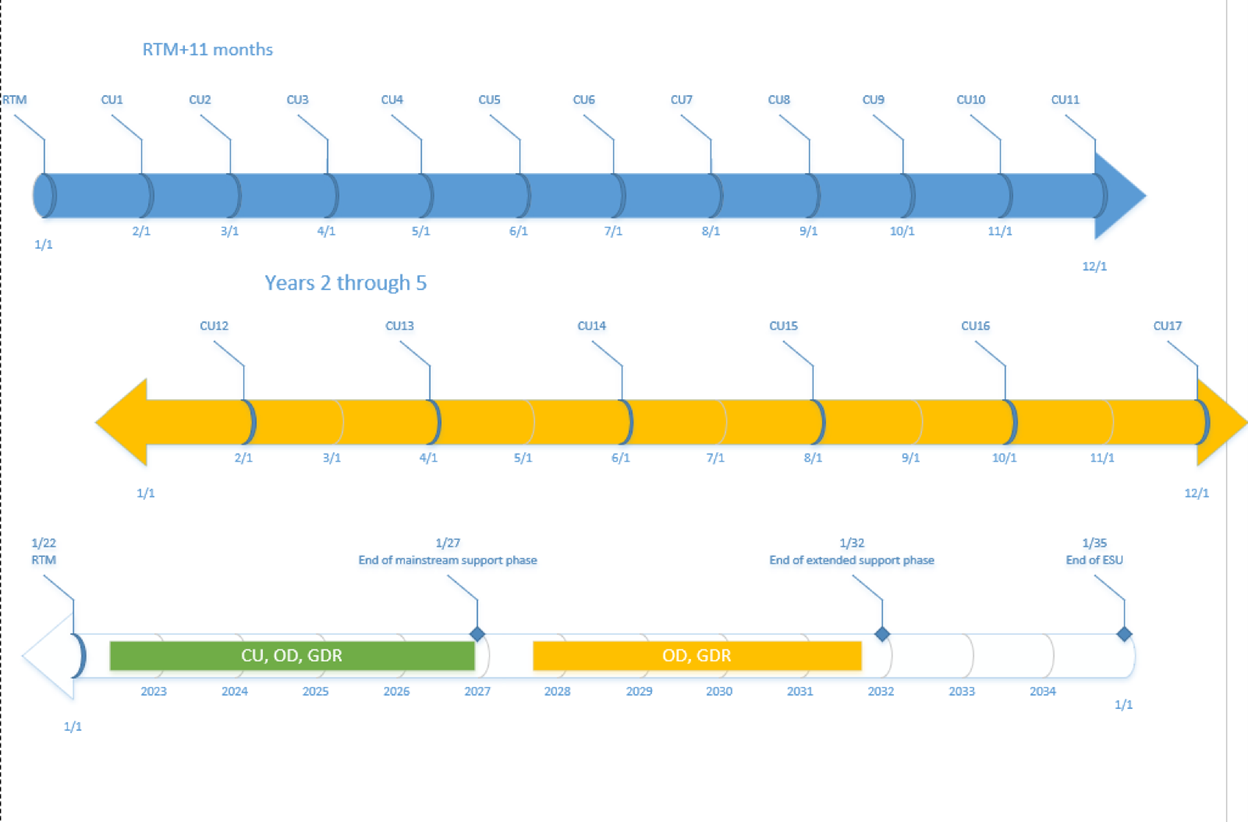 RTM+11 months
RTM CU1 CU2 CU3 CU4 CU5 CU6 CU7 CU8 CU9 CU10 CU11
2/1 3/1 4/1 5/1 6/1 7/1 8/1 9/1 10/1 11/1
1/1
12/1
Years 2 through 5
CU12 CU13 CU14 CU15 CU16 CU17
2/1 3/1 4/1 5/1 6/1 7/1 8/1 9/1 10/1 11/1
1/1 12/1
1/22 1/27 1/32 1/35
RTM End of mainstream support phase End of extended support phase End of ESU
CU, OD, GDR OD, GDR
2023 2024 2025 2026 2027 2028 2029 2030 2031 2032 2033 2034
1/1
1/1